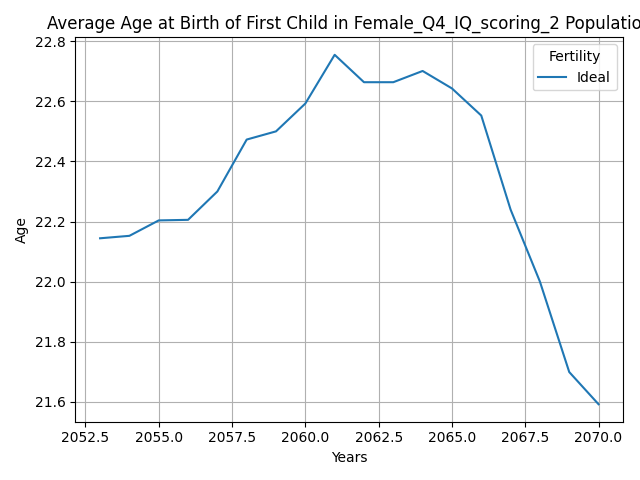 Average Age at Birth of First Child in Female_Q4_IQ_scoring_2 Populatio
Fertility
Ideal
22.8
22.6
22.4
22.2
22.0
21.8
21.6
Age
2052.5 2055.0 2057.5 2060.0 2062.5 2065.0 2067.5 2070.0
Years